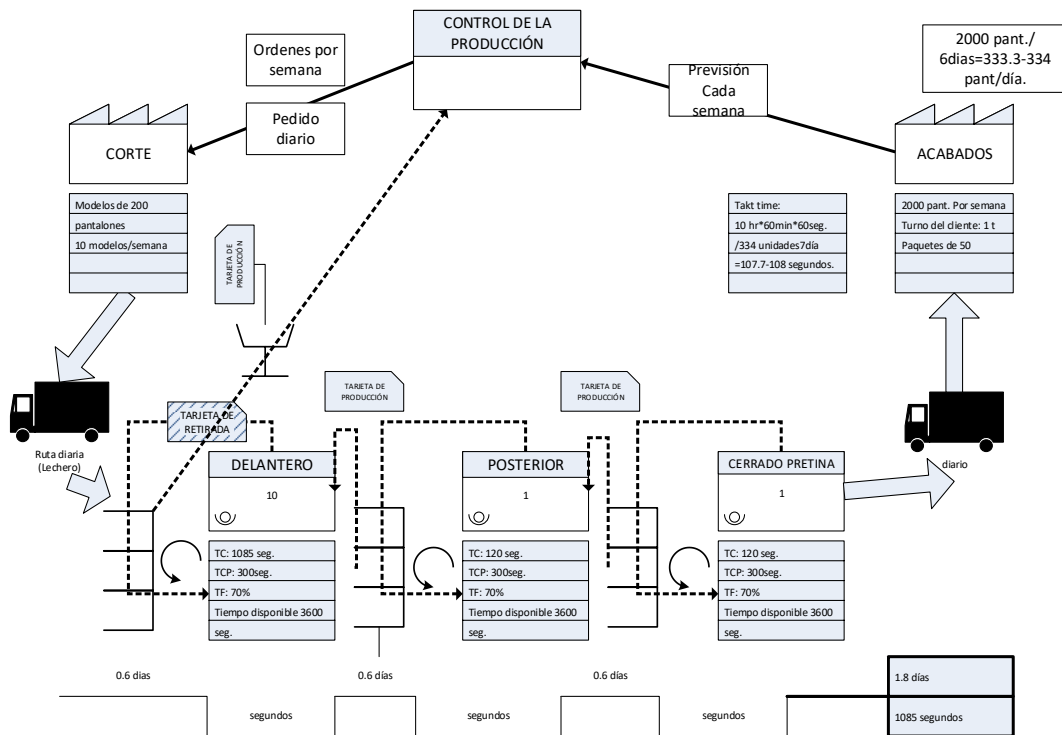 CONTROL DE LA
PRODUCCIÓN
Ordenes por
semana
Pedido
diario
Previsión
Cada
semana
2000 pant./
6dias=333.3-334
pant/día.
CORTE
ACABADOS
Modelos de 200
pantalones
10 modelos/semana
Takt time:
10 hr*60min*60seg.
/334 unidades7día
=107.7-108 segundos.
2000 pant. Por semana
Turno del cliente: 1 t
Paquetes de 50
TARJETA DE
PRODUCCIÓN
TARJETA DE
RETIRADA
TARJETA DE
PRODUCCIÓN
TARJETA DE
PRODUCCIÓN
Ruta diaria
(Lechero)
diario
DELANTERO
10
TC: 1085 seg.
TCP: 300seg.
TF: 70%
Tiempo disponible 3600
seg.
POSTERIOR
1
TC: 120 seg.
TCP: 300seg.
TF: 70%
Tiempo disponible 3600
seg.
CERRADO PRETINA
1
TC: 120 seg.
TCP: 300seg.
TF: 70%
Tiempo disponible 3600
seg.
0.6 dias
0.6 días
0.6 días
1.8 días
segundos
segundos
segundos
1085 segundos